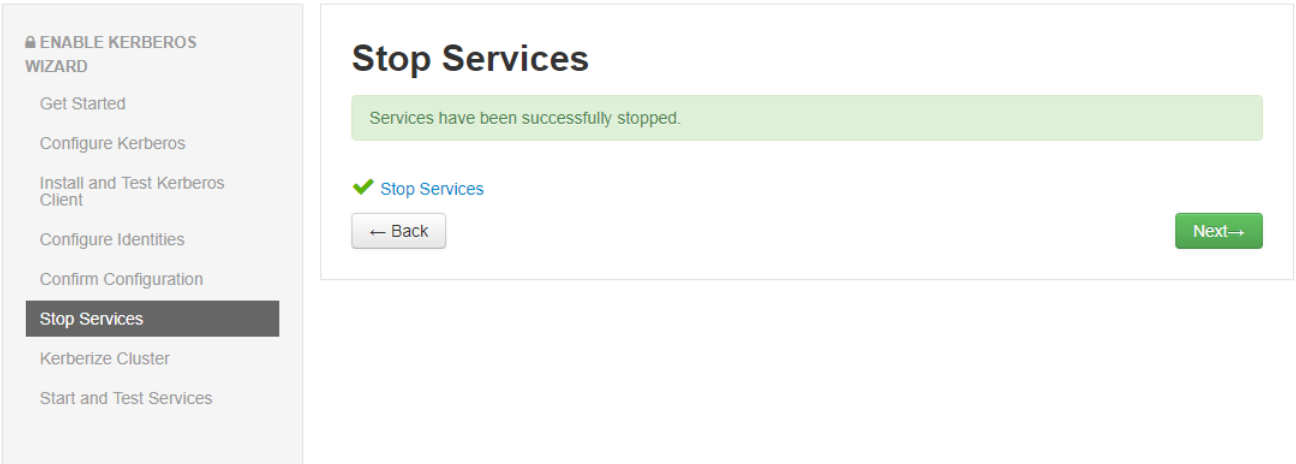 ENABLE KERBEROS
WIZARD
Get Started
Configure Kerberos
Install and Test Kerberos
Client
Configure Identities
Confirm Configuration
Stop Services
Kerberize Cluster
Start and Test Services
Stop Services
Services have been successfully stopped.
Stop Services
← Back
Next→